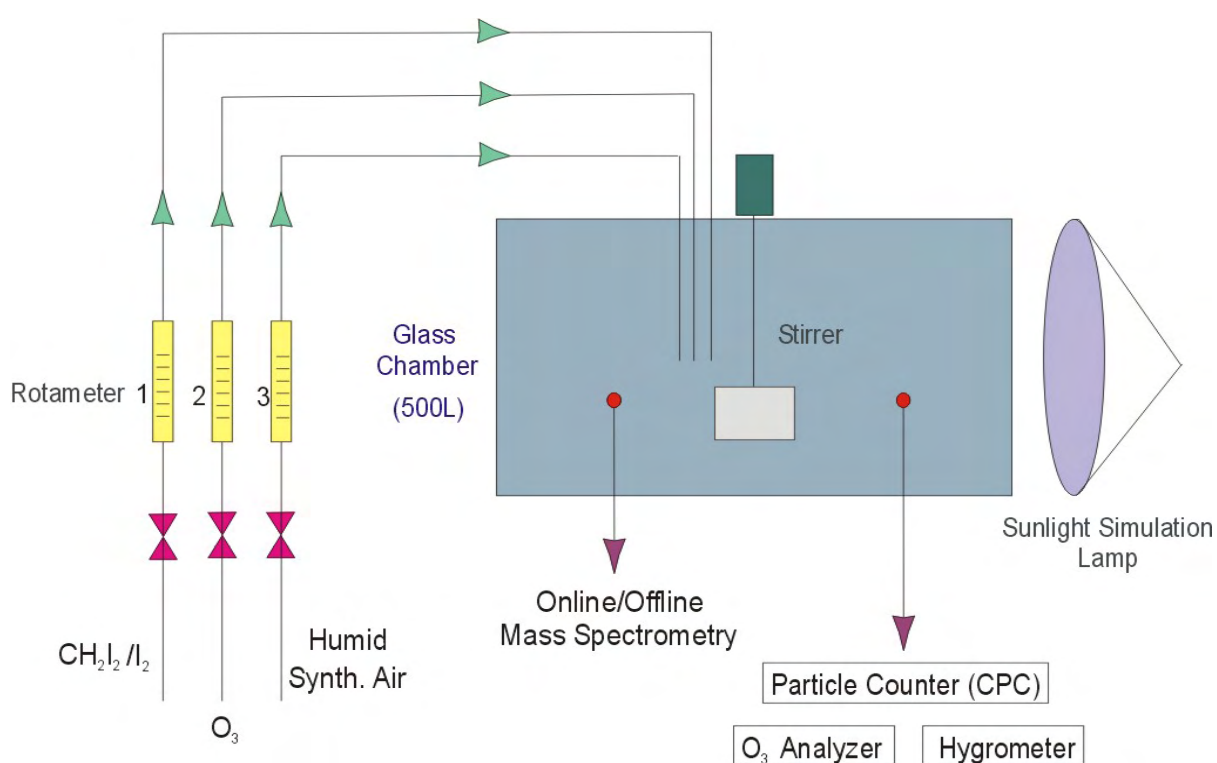 Rotameter 1 2 3
Glass
Chamber
(500L)
Stirrer
Sunlight Simulation
Lamp
CH₂I₂ /I₂
O₃
Humid
Synth. Air
Online/Offline
Mass Spectrometry
Particle Counter (CPC)
O₃ Analyzer
Hygrometer